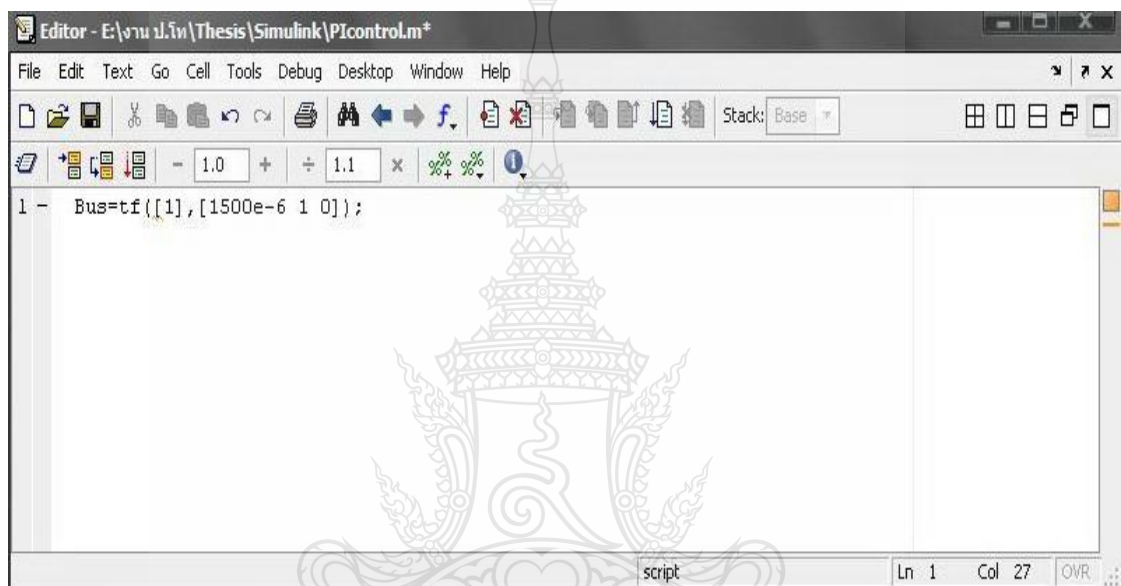 Editor - E:\งาน ป.โท\Thesis\Simulink\PIcontrol.m*
File Edit Text Go Cell Tools Debug Desktop Window Help
Stack: Base
- 1.0 + ÷ 1.1 ×
1 - Bus=tf([1],[1500e-6 1 0]);
script Ln 1 Col 27 OVR